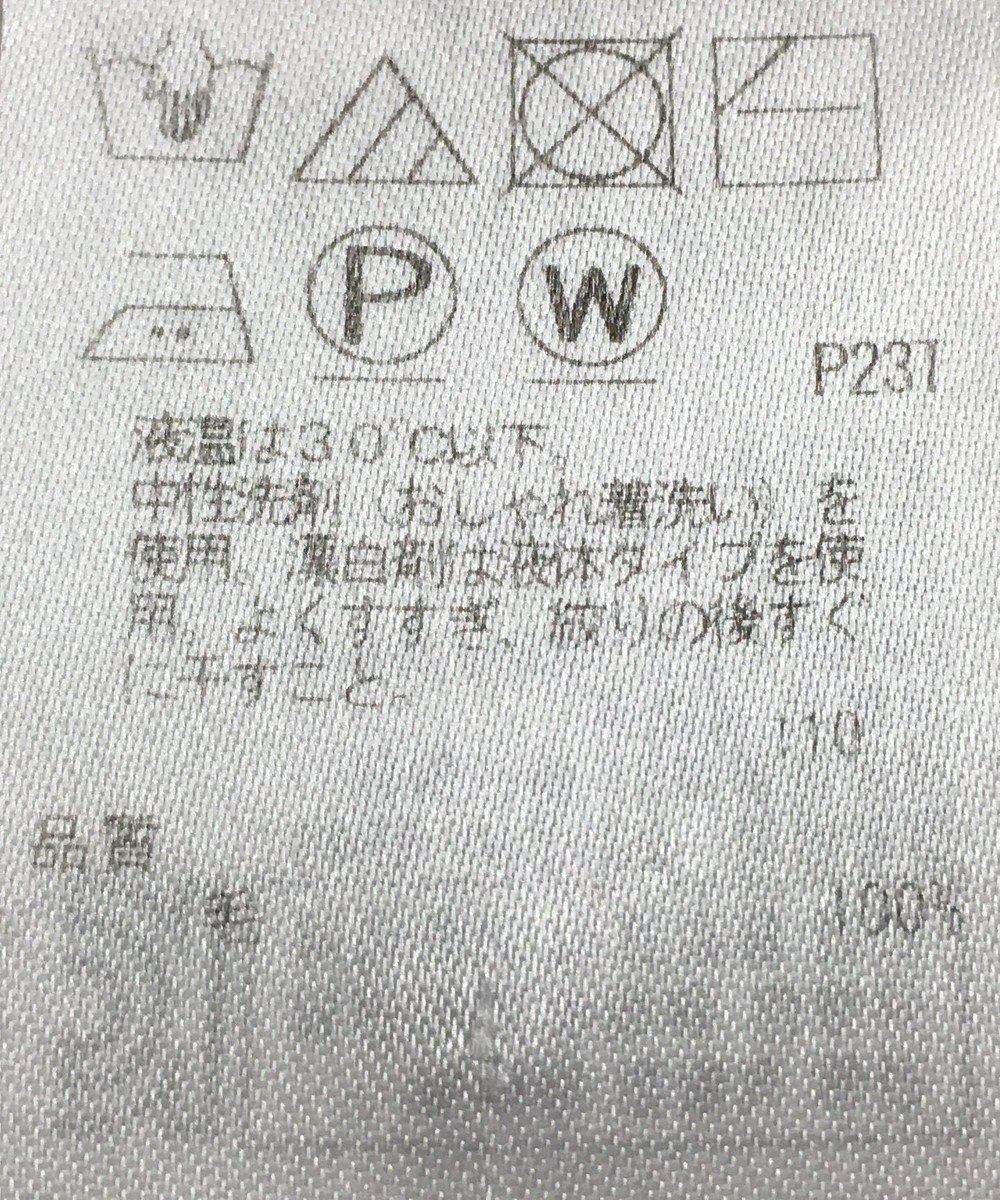 P
W
P231
液温は30℃以下。
中性洗剤(おしゃれ着洗い)を
使用。漂白剤は液体タイプを使
用。よくすすぎ、絞りの後すぐ
に干すこと。
110
品質
毛 100%